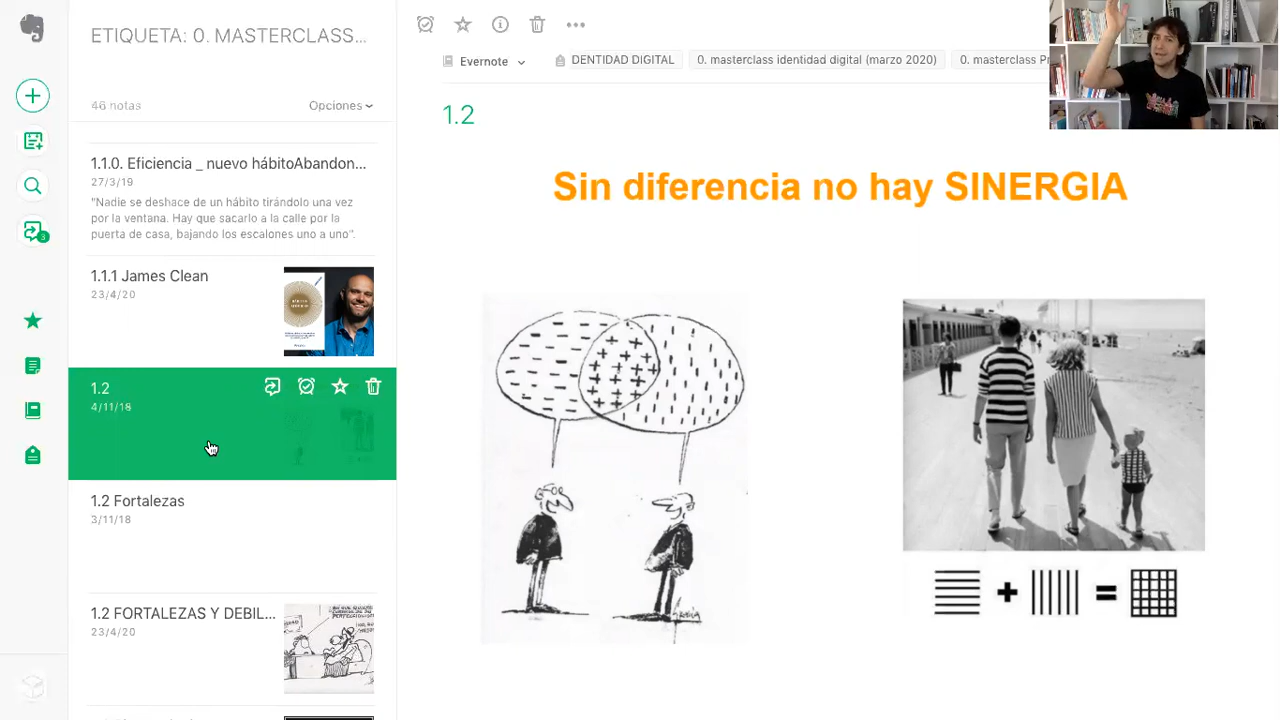 ETIQUETA: 0. MASTERCLASS...
46 notas
Opciones
1.1.0. Eficiencia _ nuevo hábitoAbandon...
27/3/19
"Nadie se deshace de un hábito tirándolo una vez
por la ventana. Hay que sacarlo a la calle por la
puerta de casa, bajando los escalones uno a uno".
1.1.1 James Clean
23/4/20
1.2
4/11/18
1.2 Fortalezas
3/11/18
1.2 FORTALEZAS Y DEBIL...
23/4/20
3
Evernote
DENTIDAD DIGITAL
0. masterclass identidad digital (marzo 2020)
0. masterclass Pr
1.2
Sin diferencia no hay SINERGIA
+ =